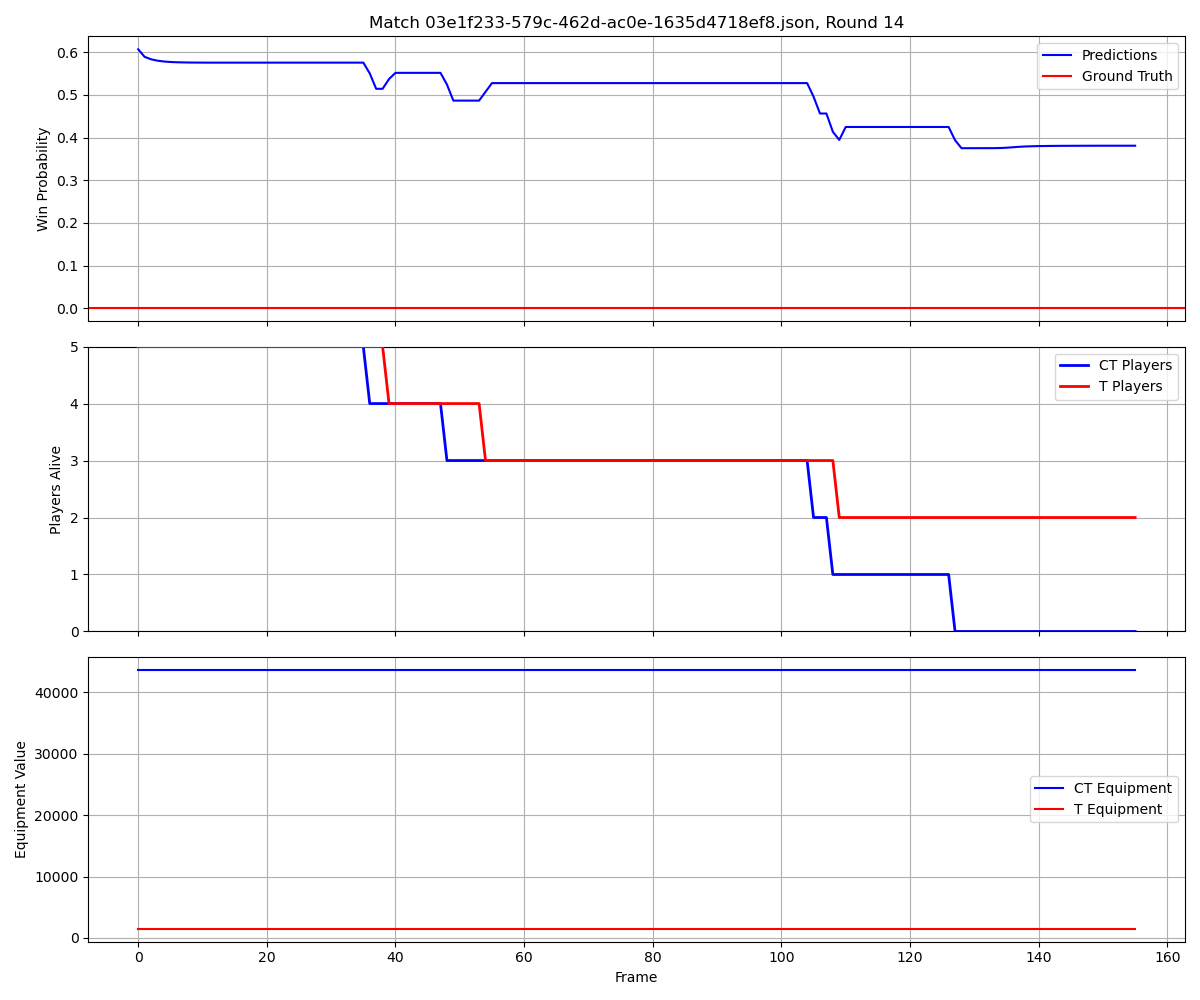 Match 03e1f233-579c-462d-ac0e-1635d4718ef8.json, Round 14
Win Probability
0.6
0.5
0.4
0.3
0.2
0.1
0.0
Predictions
Ground Truth
Players Alive
5
4
3
2
1
0
CT Players
T Players
Equipment Value
40000
30000
20000
10000
0
CT Equipment
T Equipment
0 20 40 60 80 100 120 140 160
Frame